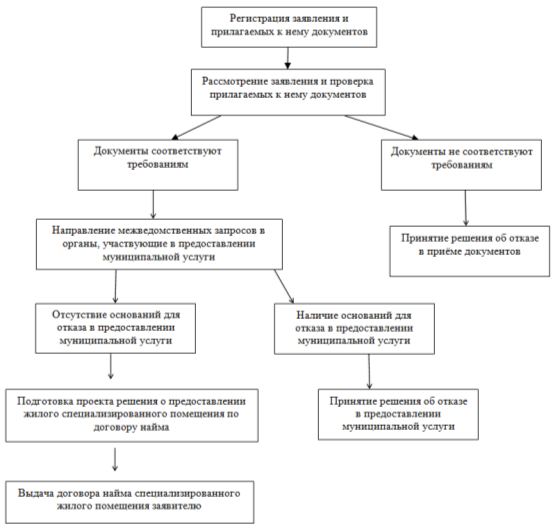 Регистрация заявления и
прилагаемых к нему документов
Рассмотрение заявления и проверка
прилагаемых к нему документов
Документы соответствуют
требованиям
Документы не соответствуют
требованиям
Направление межведомственных запросов в
органы, участвующие в предоставлении
муниципальной услуги
Принятие решения об отказе
в приёме документов
Отсутствие оснований для
отказа в предоставлении
муниципальной услуги
Наличие оснований для
отказа в предоставлении
муниципальной услуги
Подготовка проекта решения о предоставлении
жилого специализированного помещения по
договору найма
Принятие решения об отказе
в предоставлении
муниципальной услуги
Выдача договора найма специализированного
жилого помещения заявителю